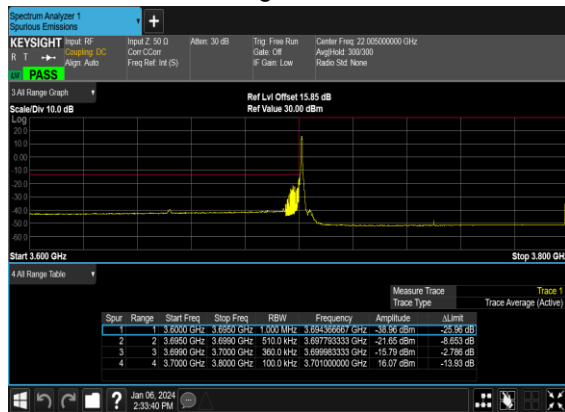 Spectrum Analyzer 1
Spurious Emissions
+
KEYSIGHT Input: RF Input Z: 50 Ω Atten: 30 dB Trig: Free Run Center Freq: 22.005000000 GHz
R T Coupling: DC Corr CCorr Gate: Off Avg|Hold: 300/300
Align: Auto Freq Ref: Int (S) IF Gain: Low Radio Std: None
LW PASS
3 All Range Graph
Ref Lvl Offset 15.85 dB
Scale/Div 10.0 dB Ref Value 30.00 dBm
Log
20.0
10.0
0.00
-10.0
-20.0
-30.0
-40.0
-50.0
-60.0
Start 3.600 GHz Stop 3.800 GH
4 All Range Table
Measure Trace Trace 1
Trace Type Trace Average (Active)
Spur Range Start Freq Stop Freq RBW Frequency Amplitude ΔLimit
1 1 3.6000 GHz 3.6950 GHz 1.000 MHz 3.694366667 GHz -38.96 dBm -25.96 dB
2 2 3.6950 GHz 3.6990 GHz 510.0 kHz 3.697793333 GHz -21.65 dBm -8.653 dB
3 3 3.6990 GHz 3.7000 GHz 360.0 kHz 3.699983333 GHz -15.79 dBm -2.786 dB
4 4 3.7000 GHz 3.8000 GHz 100.0 kHz 3.701000000 GHz 16.07 dBm -13.93 dB
? Jan 06, 2024
2:33:40 PM